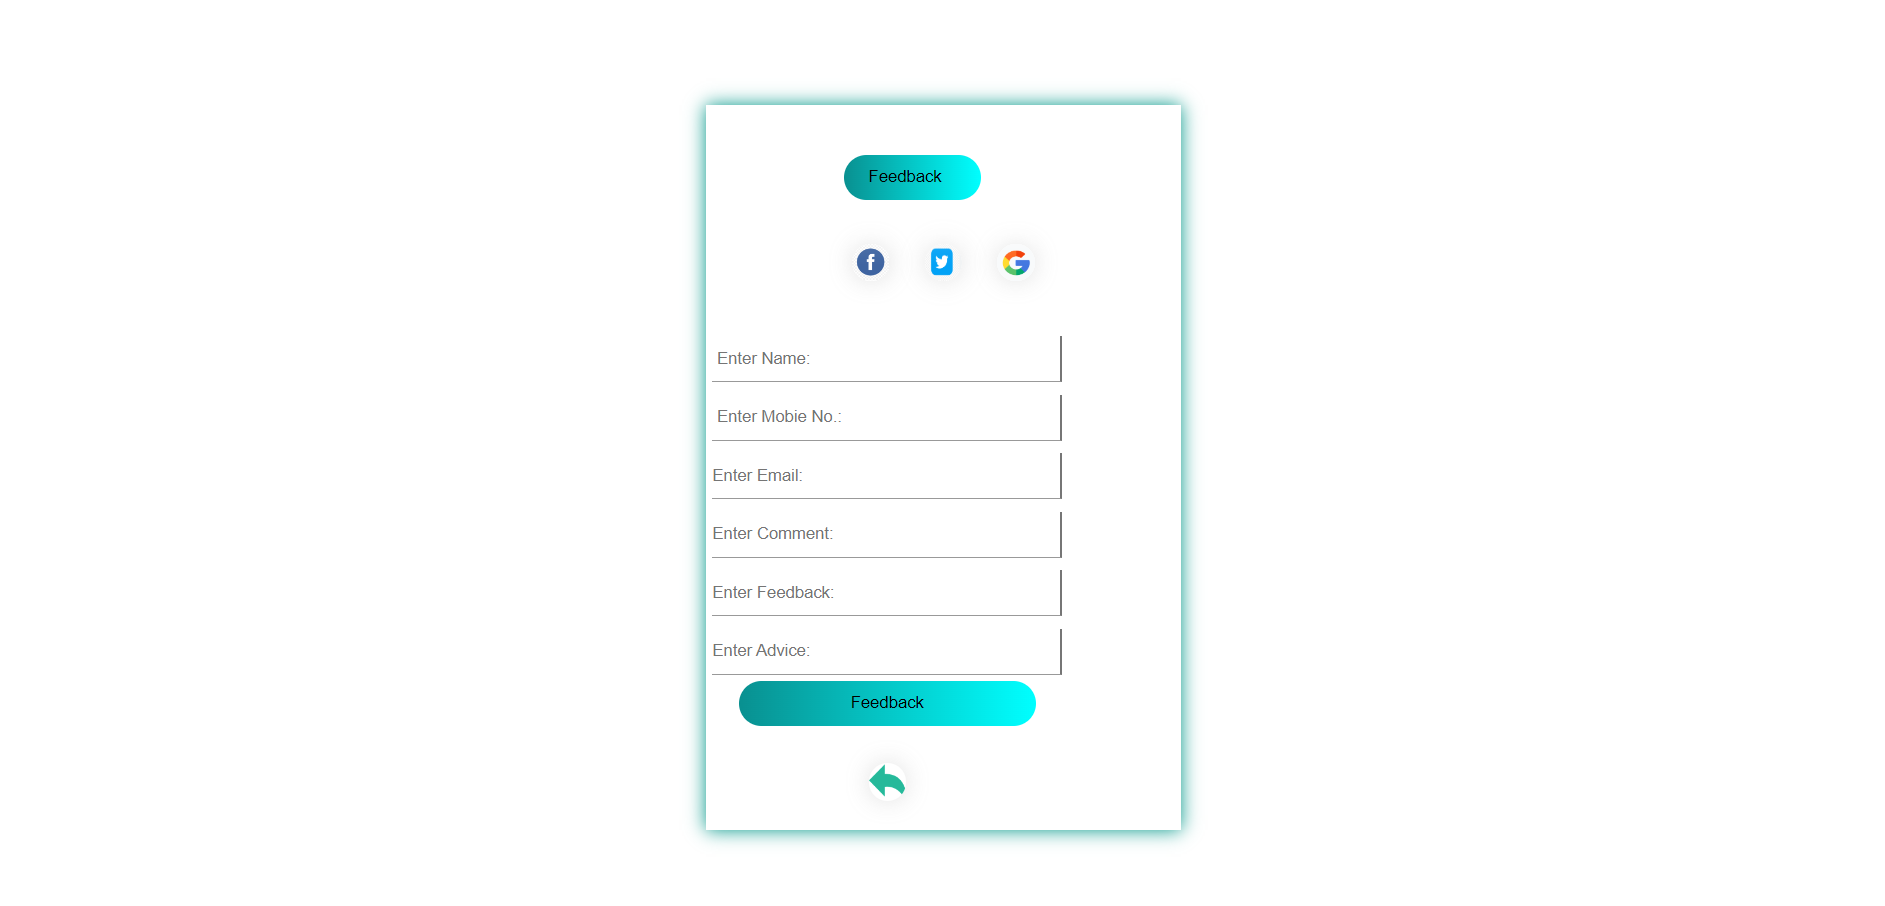 Feedback
Enter Name:
Enter Mobie No.:
Enter Email:
Enter Comment:
Enter Feedback:
Enter Advice:
Feedback